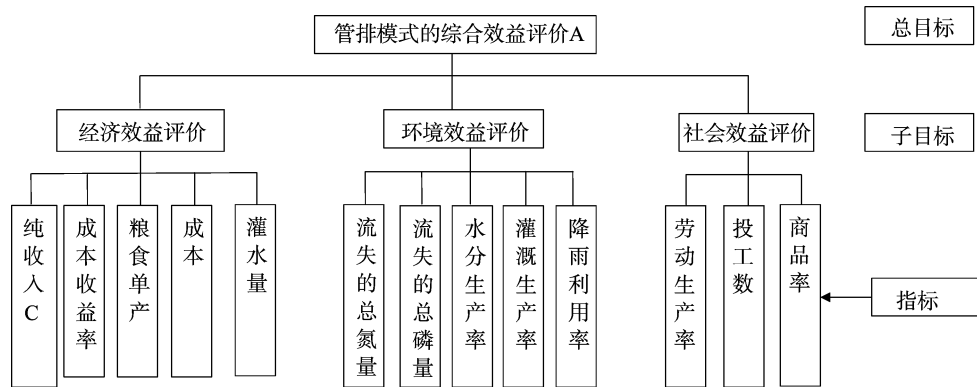 管排模式的综合效益评价A
总目标
经济效益评价
环境效益评价
社会效益评价
子目标
纯收入C
成本收益率
粮食单产
成本
灌水量
流失的总氮量
流失的总磷量
水分生产率
灌溉生产率
降雨利用率
劳动生产率
投工数
商品率
指标